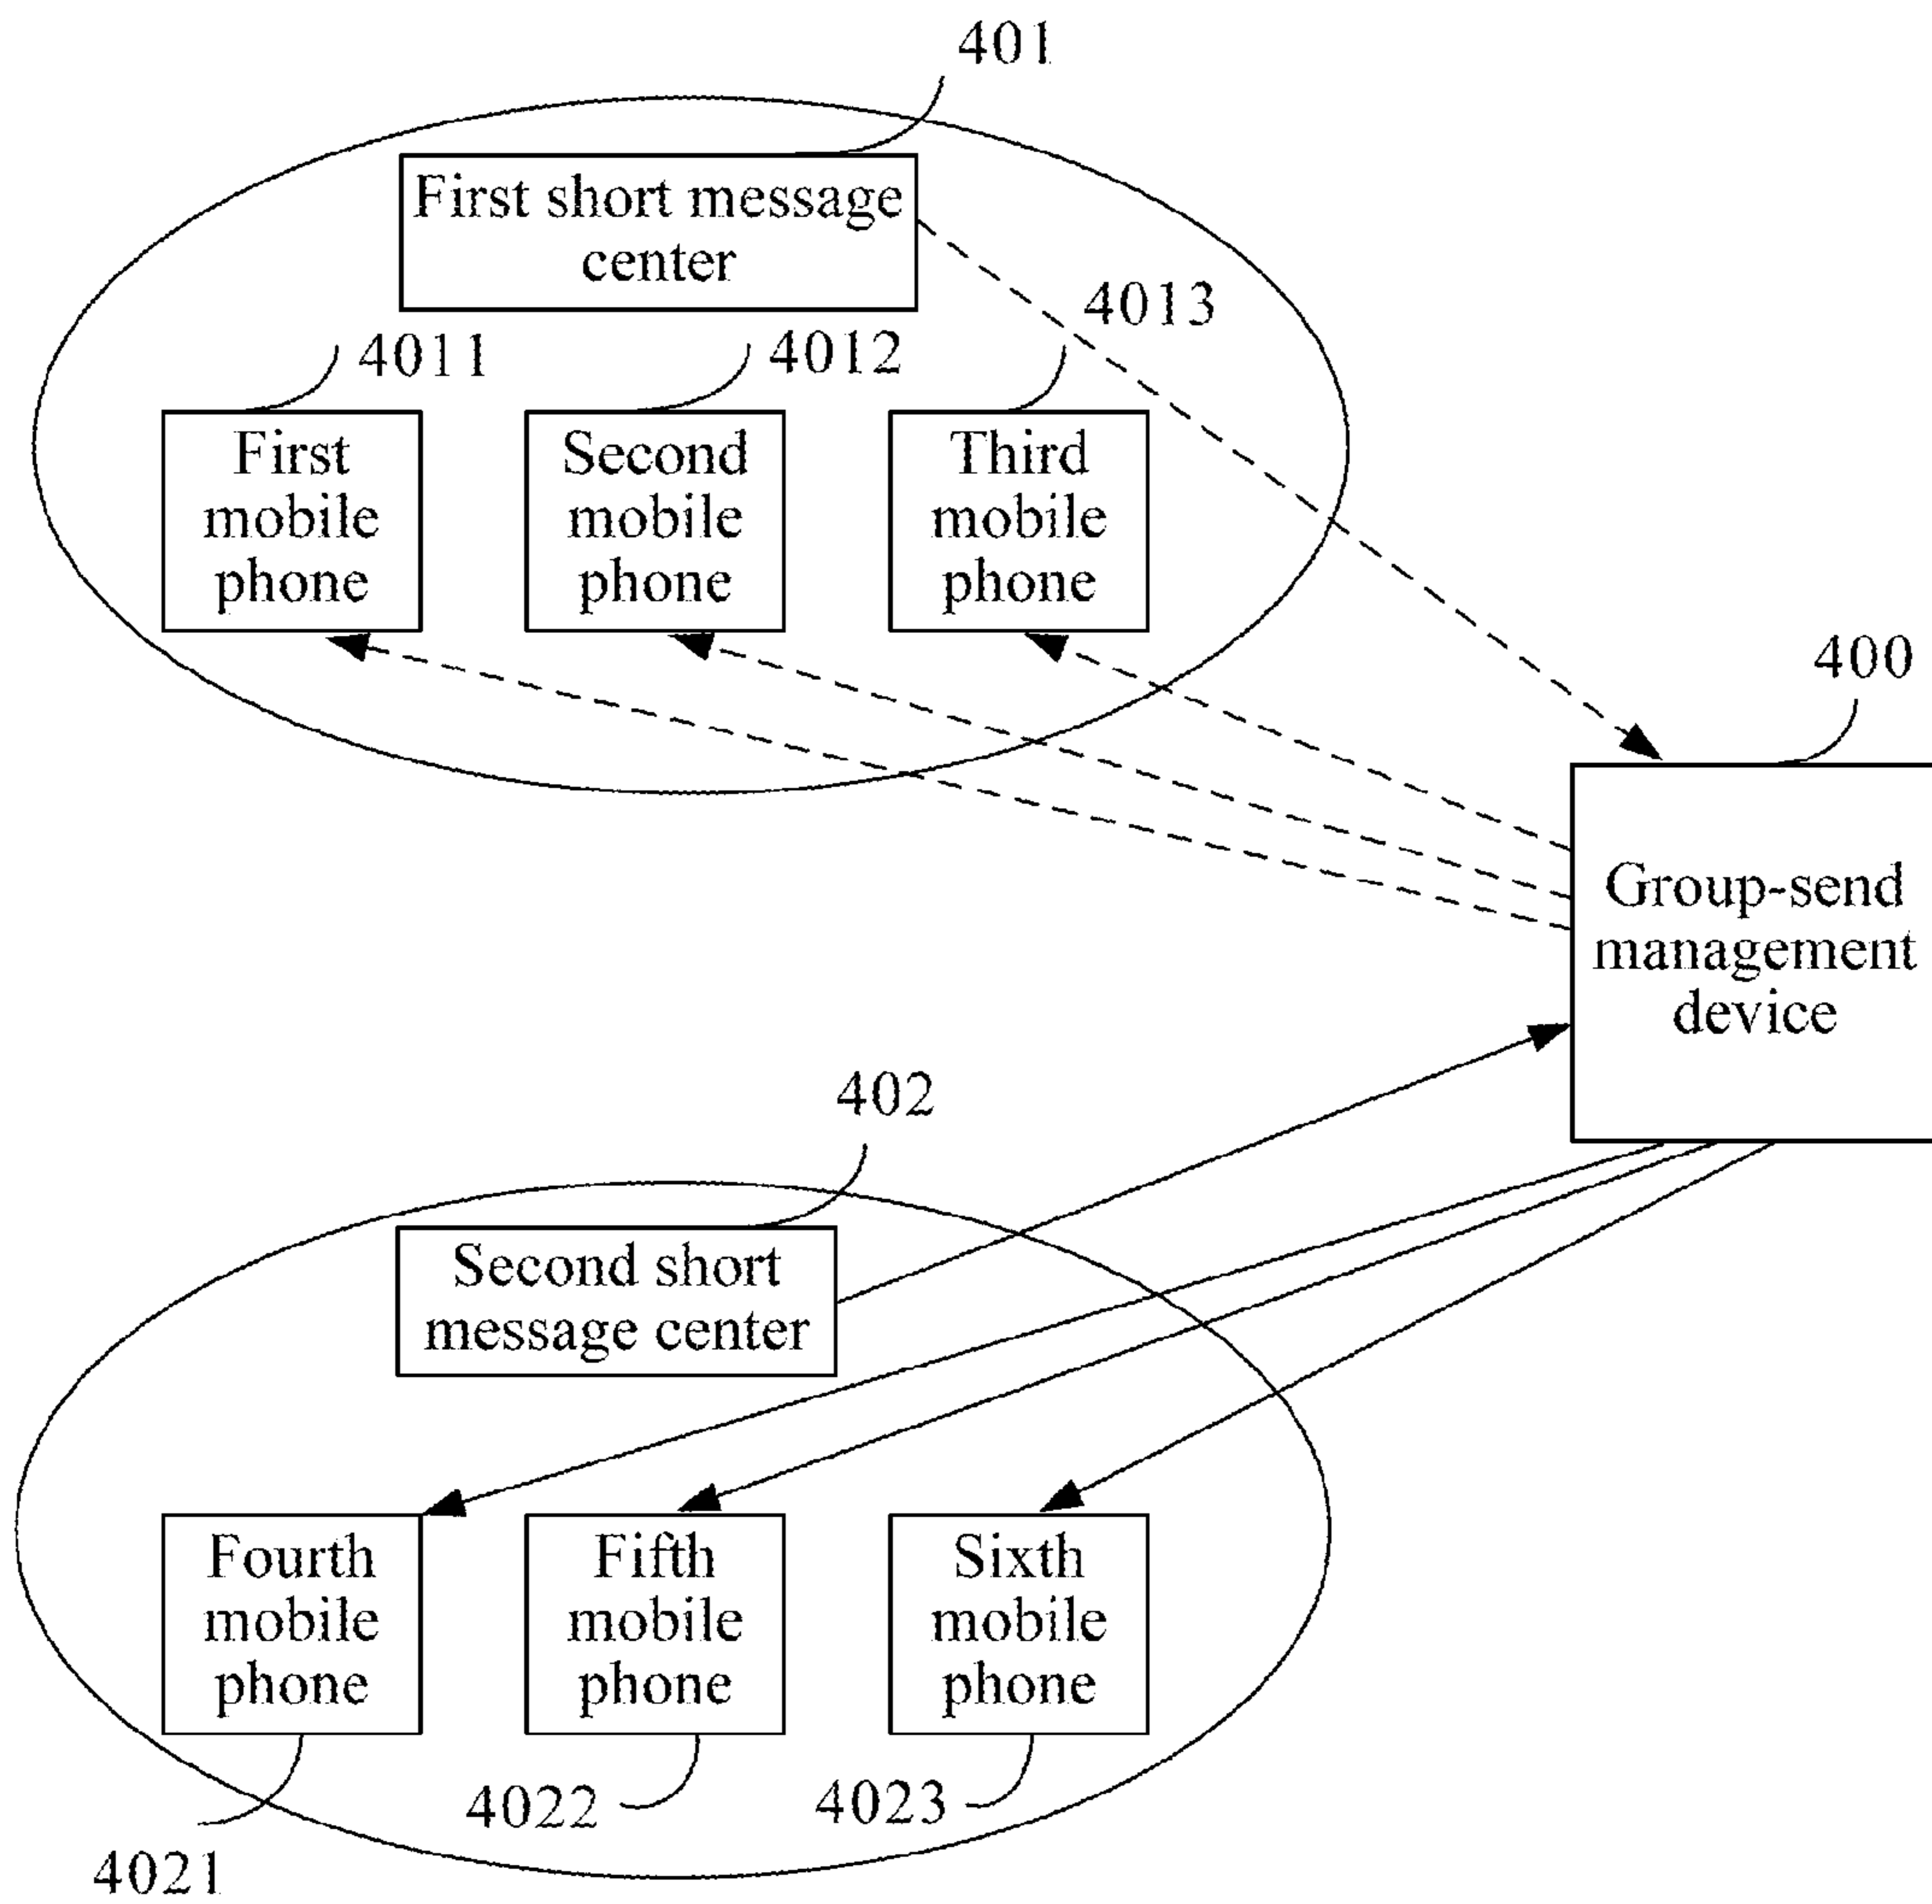 401
First short message
center
4013
4011
4012
First
mobile
phone
Second
mobile
phone
Third
mobile
phone
400
Group-send
management
device
402
Second short
message center
Fourth
mobile
phone
Fifth
mobile
phone
Sixth
mobile
phone
4022
4023
4021